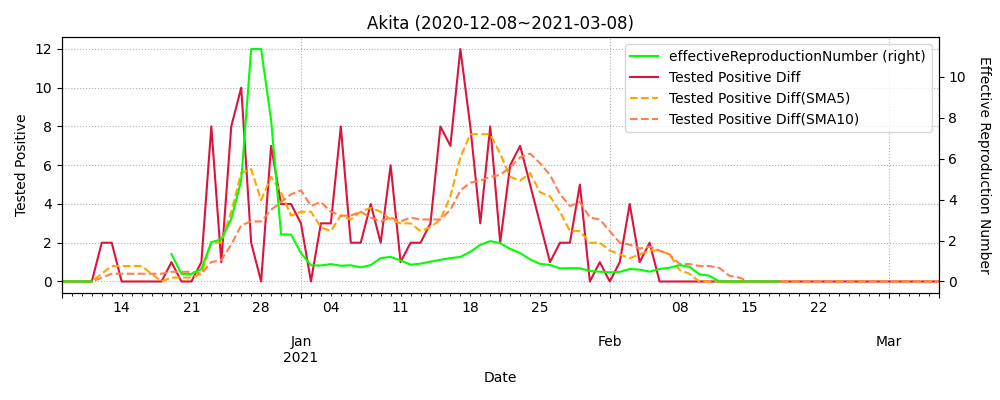 Akita (2020-12-08~2021-03-08)
effectiveReproductionNumber (right)
Tested Positive Diff
Tested Positive Diff(SMA5)
Tested Positive Diff(SMA10)
Tested Positive
12
10
8
6
4
2
0
Effective Reproduction Number
10
8
6
4
2
0
14 21 28 04 11 18 25 08 15 22
Jan Feb Mar
2021
Date